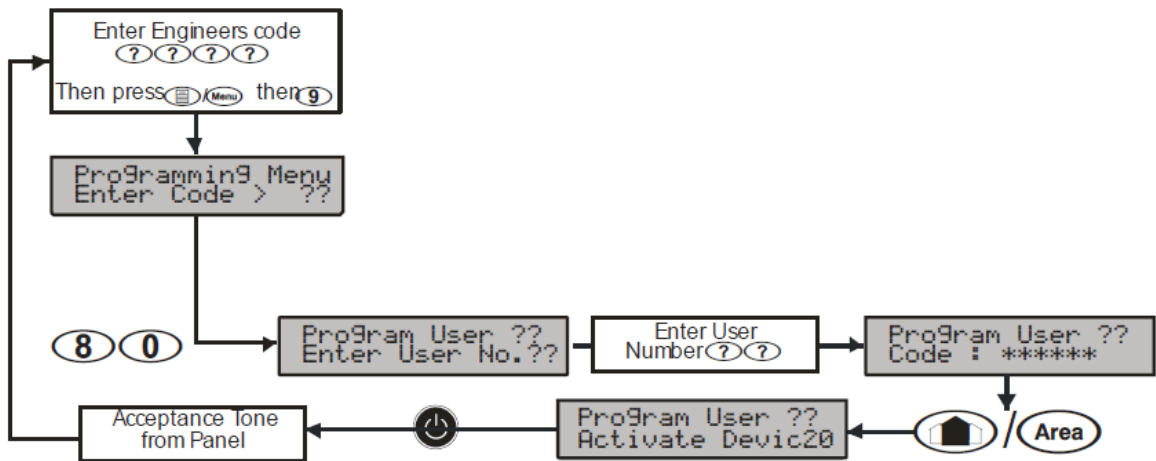 Enter Engineers code
????
Then press /Menu then 9
Programming Menu
Enter Code > ??
8 0
Program User ??
Enter User No.??
Enter User
Number ??
Program User ??
Code : ******
/ Area
Program User ??
Activate Devic20
Acceptance Tone
from Panel